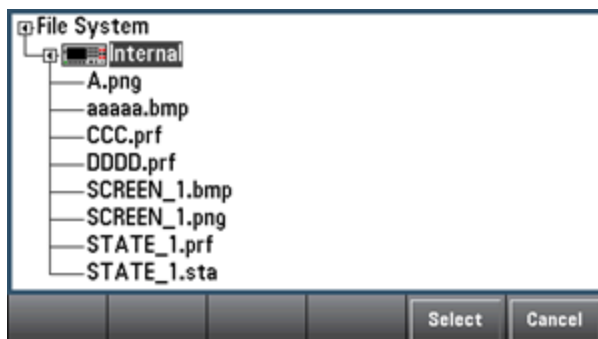 File System
Internal
A.png
aaaaa.bmp
CCC.prf
DDDD.prf
SCREEN_1.bmp
SCREEN_1.png
STATE_1.prf
STATE_1.sta
Select Cancel